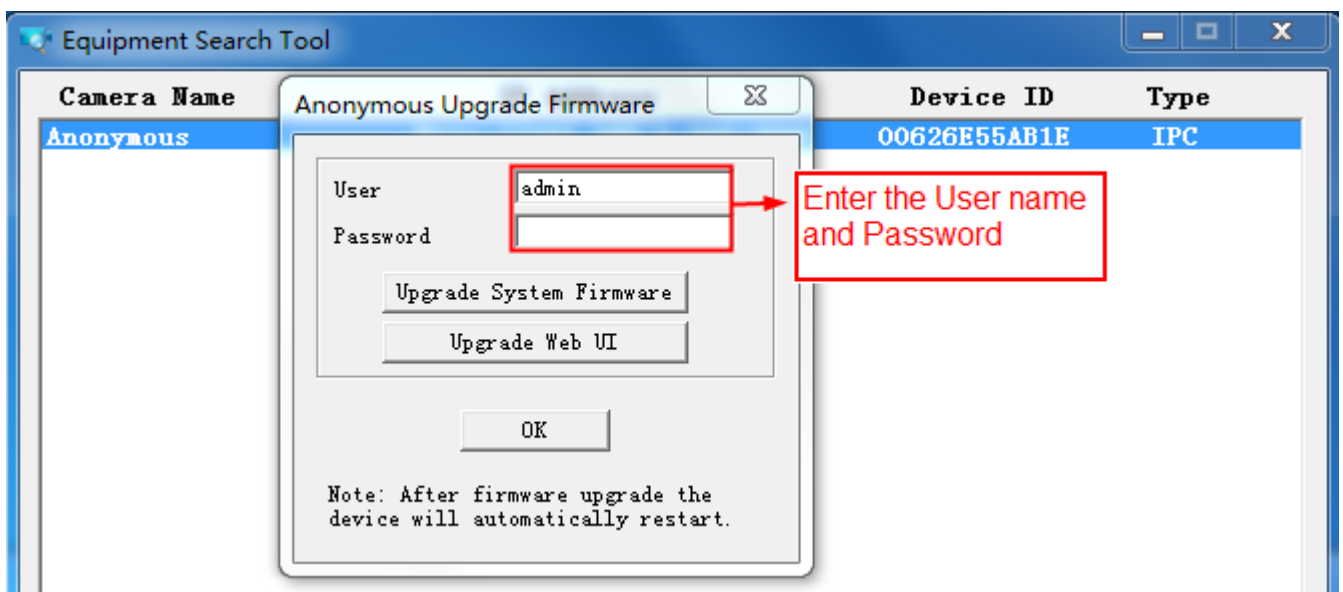 Equipment Search Tool
Camera Name Device ID Type
Anonymous Upgrade Firmware
Anonymous 00626E55AB1E IPC
User admin
Enter the User name
and Password
Password
Upgrade System Firmware
Upgrade Web UI
OK
Note: After firmware upgrade the
device will automatically restart.